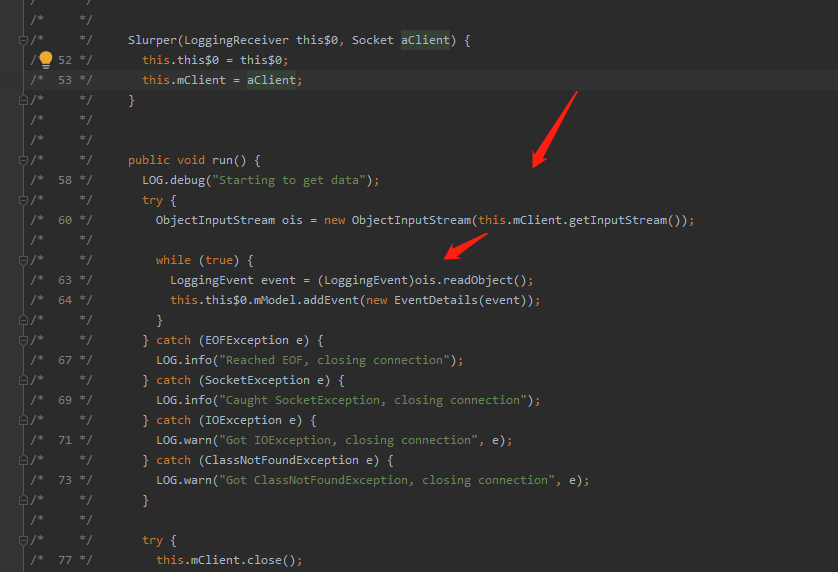 /*    */
/*    */     Slurper(LoggingReceiver this$0, Socket aClient) {
/* 52 */       this.this$0 = this$0;
/* 53 */       this.mClient = aClient;
/*    */     }
/*    */
/*    */
/*    */     public void run() {
/* 58 */       LOG.debug("Starting to get data");
/*    */       try {
/* 60 */         ObjectInputStream ois = new ObjectInputStream(this.mClient.getInputStream());
/*    */
/*    */         while (true) {
/* 63 */           LoggingEvent event = (LoggingEvent)ois.readObject();
/* 64 */           this.this$0.mModel.addEvent(new EventDetails(event));
/*    */         }
/*    */       } catch (EOFException e) {
/* 67 */         LOG.info("Reached EOF, closing connection");
/*    */       } catch (SocketException e) {
/* 69 */         LOG.info("Caught SocketException, closing connection");
/*    */       } catch (IOException e) {
/* 71 */         LOG.warn("Got IOException, closing connection", e);
/*    */       } catch (ClassNotFoundException e) {
/* 73 */         LOG.warn("Got ClassNotFoundException, closing connection", e);
/*    */       }
/*    */
/*    */       try {
/* 77 */         this.mClient.close();